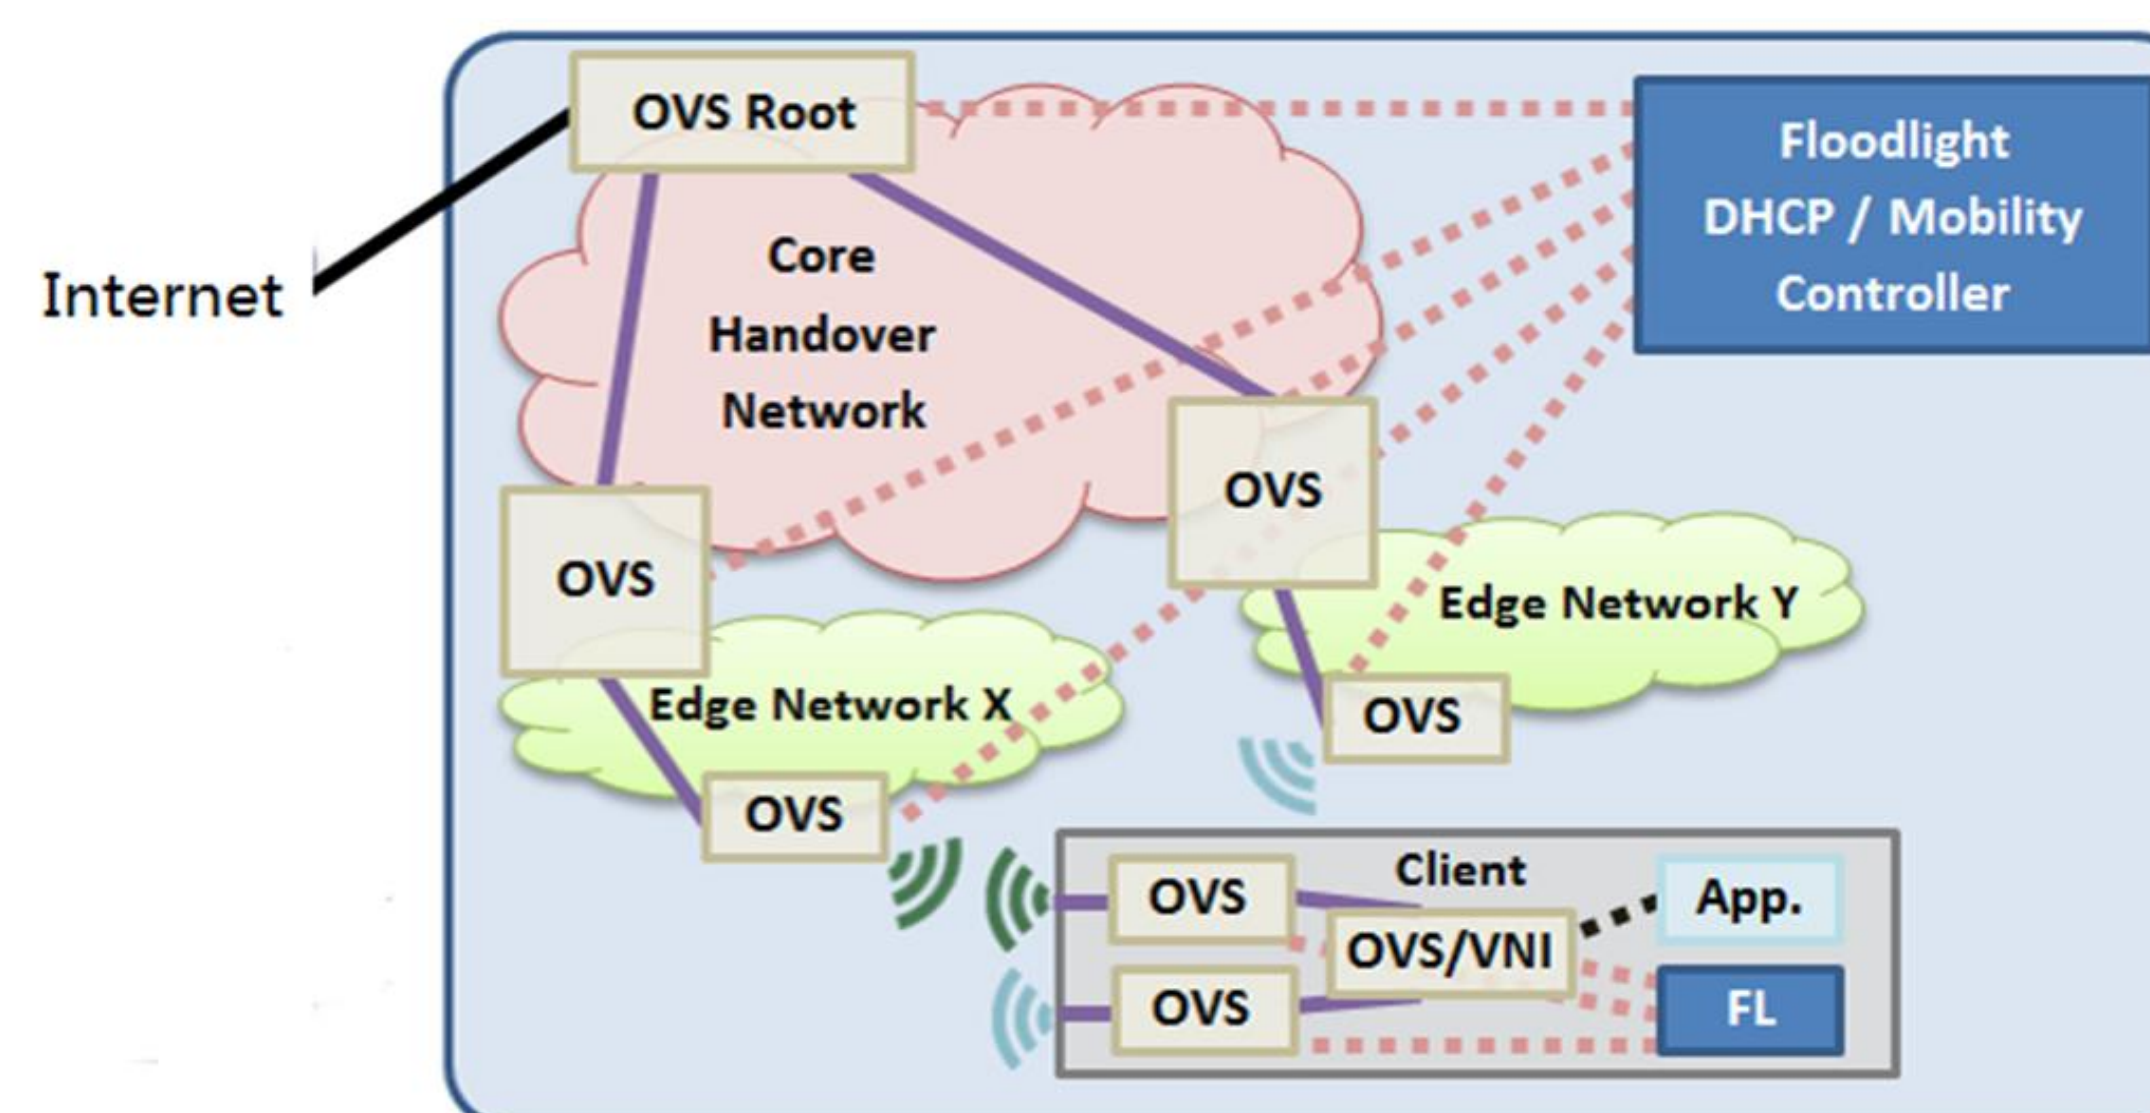 OVS Root
Floodlight
DHCP / Mobility
Controller
Internet
Core
Handover
Network
OVS
OVS
Edge Network Y
Edge Network X
OVS
OVS
Client
OVS
App.
OVS/VNI
OVS
FL